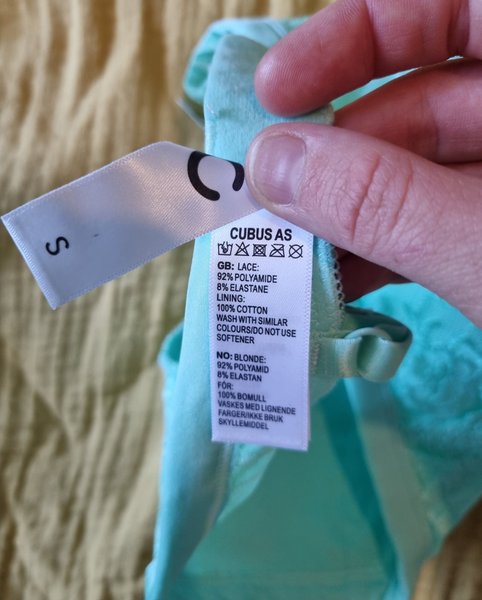 C
S
CUBUS AS
GB: LACE:
92% POLYAMIDE
8% ELASTANE
LINING:
100% COTTON
WASH WITH SIMILAR
COLOURS/DO NOT USE
SOFTENER
NO: BLONDE:
92% POLYAMID
8% ELASTAN
FÓR:
100% BOMULL
VASKES MED LIGNENDE
FARGER/IKKE BRUK
SKYLLEMIDDEL